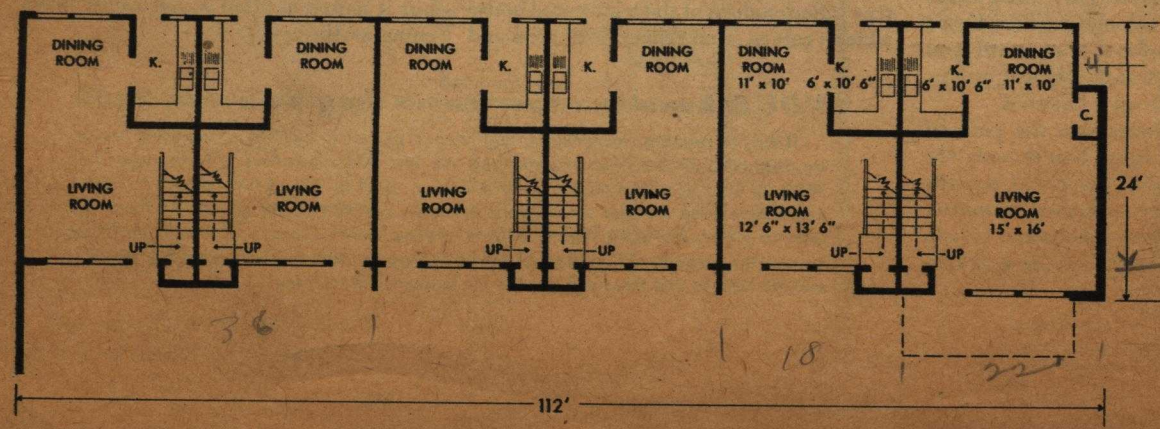 DINING
ROOM
K.
DINING
ROOM
DINING
ROOM
K.
K.
DINING
ROOM
DINING
ROOM
11' x 10'
K.
6' x 10' 6"
K.
6' x 10' 6"
DINING
ROOM
11' x 10'
C.
LIVING
ROOM
LIVING
ROOM
LIVING
ROOM
LIVING
ROOM
LIVING
ROOM
12' 6" x 13' 6"
LIVING
ROOM
15' x 16'
24'
UP
UP
UP
UP
UP
UP
36
18
22
112'